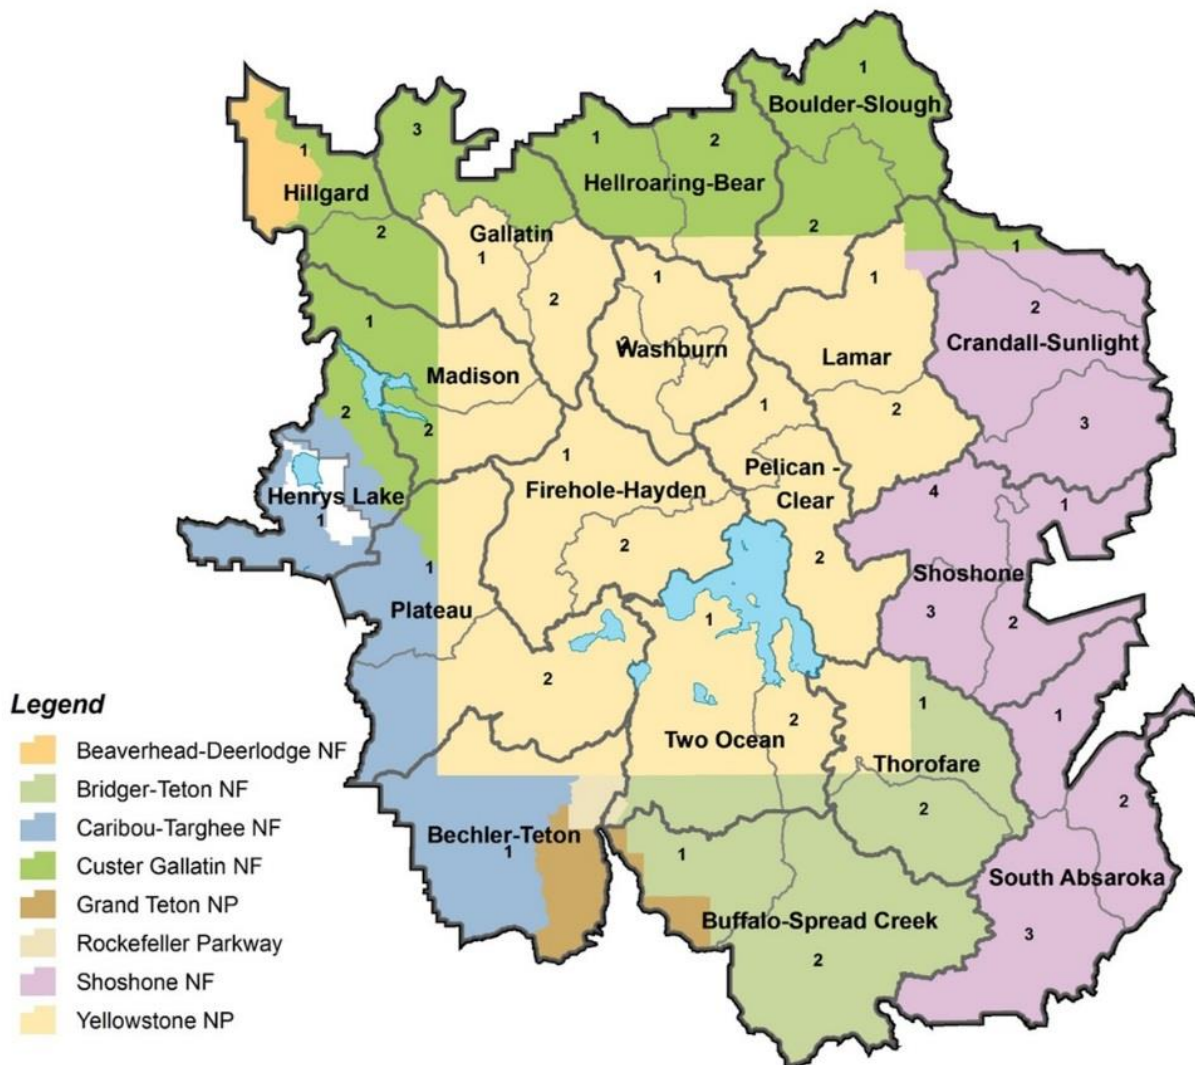 1
Boulder-Slough
3
1
2
1
Hellroaring-Bear
Hillgard
2
Gallatin
2
1
1
1
1
2
2
1
Washburn
2
Lamar
Crandall-Sunlight
Madison
1
2
2
2
3
1
Pelican -
Clear
Firehole-Hayden
4
1
Henrys Lake
1
2
2
1
Shoshone
Plateau
1
3
2
2
1
1
2
Two Ocean
Thorofare
2
2
Bechler-Teton
1
1
South Absaroka
Buffalo-Spread Creek
3
2
Legend
Beaverhead-Deerlodge NF
Bridger-Teton NF
Caribou-Targhee NF
Custer Gallatin NF
Grand Teton NP
Rockefeller Parkway
Shoshone NF
Yellowstone NP